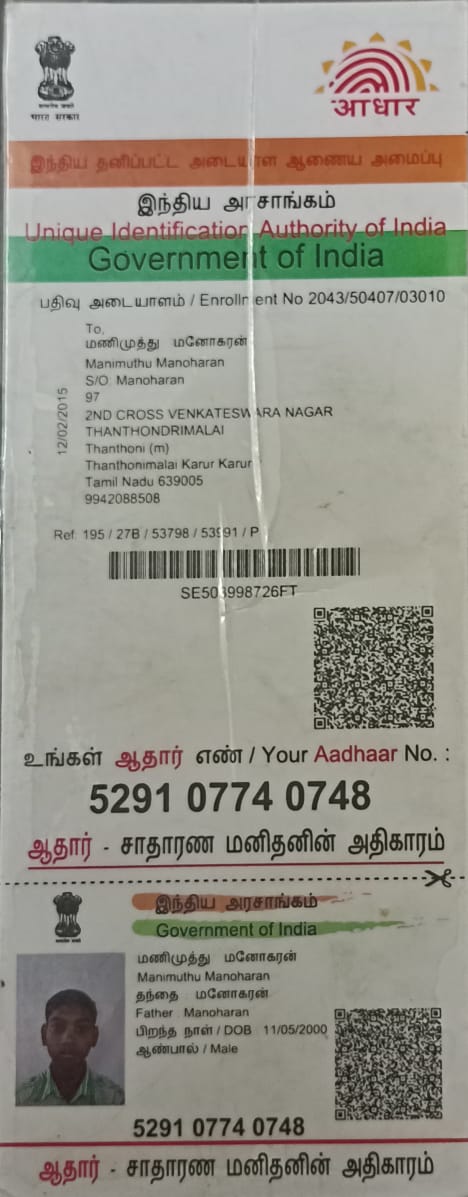 भारत सरकार
आधार
இந்திய தனிப்பட்ட அடையாள ஆணைய அமைப்பு
இந்திய அரசாங்கம்
Unique Identification Authority of India
Government of India
பதிவு அடையாளம் / Enrollment No 2043/50407/03010
12/02/2015
To,
மணிமுத்து மனோகரன்
Manimuthu Manoharan
S/O: Manoharan
97
2ND CROSS VENKATESWARA NAGAR
THANTHONDRIMALAI
Thanthoni (m)
Thanthonimalai Karur Karur
Tamil Nadu 639005
9942088508
Ref: 195 / 27B / 53798 / 53991 / P
SE503998726FT
உங்கள் ஆதார் எண் / Your Aadhaar No. :
5291 0774 0748
ஆதார் - சாதாரண மனிதனின் அதிகாரம்
இந்திய அரசாங்கம்
Government of India
மணிமுத்து மனோகரன்
Manimuthu Manoharan
தந்தை : மனோகரன்
Father : Manoharan
பிறந்த நாள் / DOB : 11/05/2000
ஆண்பால் / Male
5291 0774 0748
ஆதார் - சாதாரண மனிதனின் அதிகாரம்